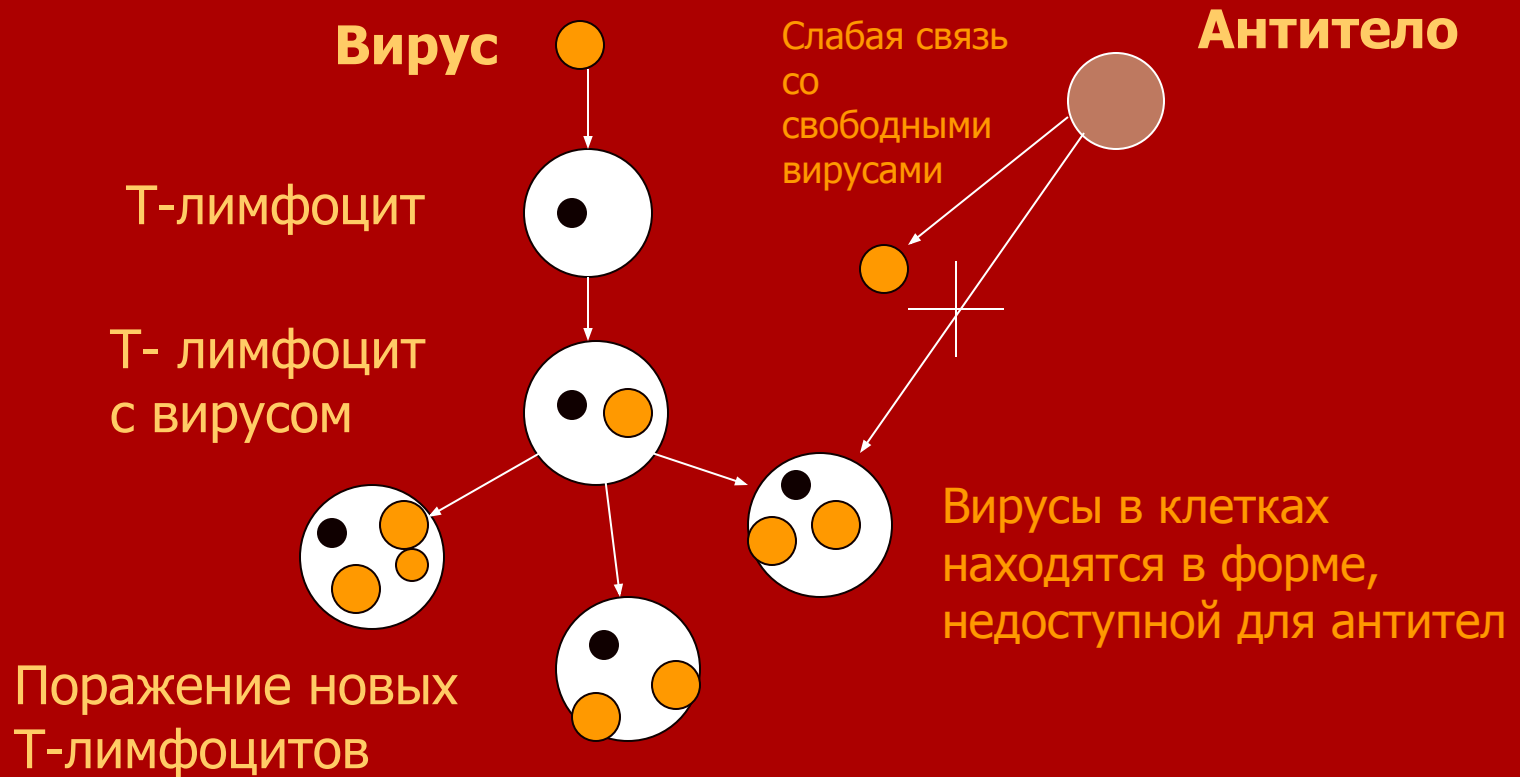 Вирус
Слабая связь
со
свободными
вирусами
Антитело
Т-лимфоцит
Т- лимфоцит
с вирусом
Вирусы в клетках
находятся в форме,
недоступной для антител
Поражение новых
Т-лимфоцитов